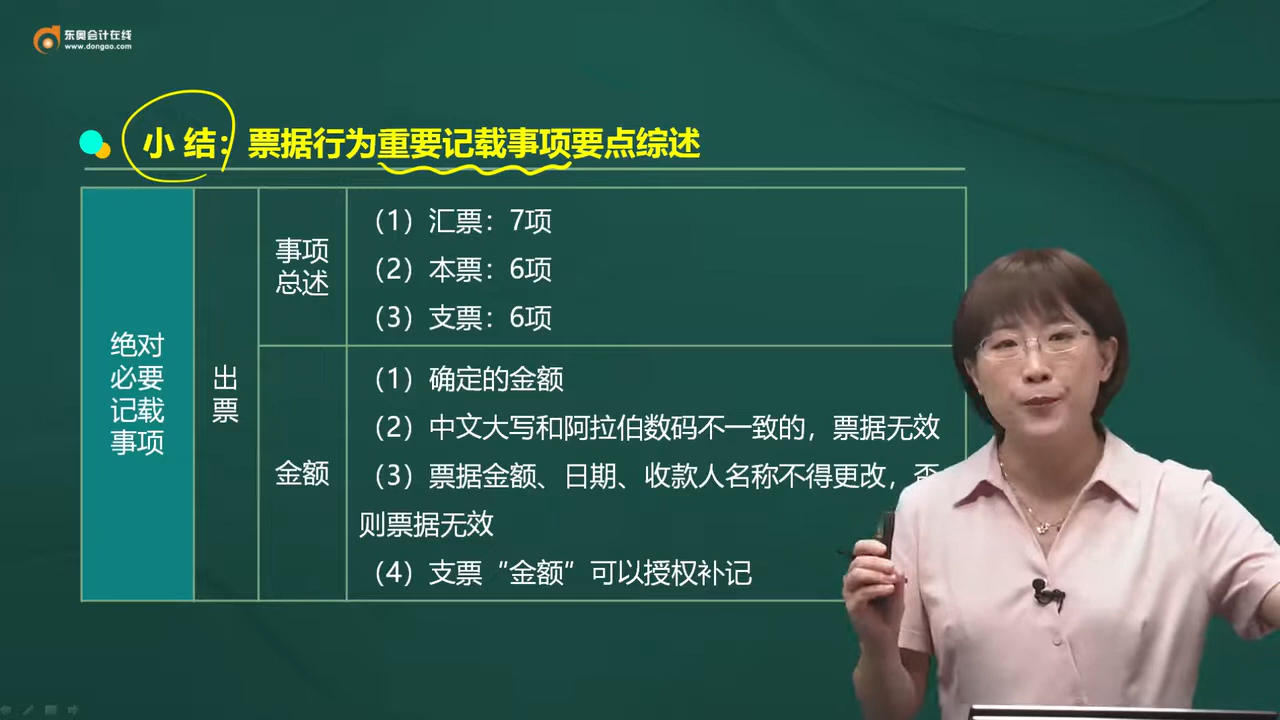 东奥会计在线
www.dongao.com
小 结：票据行为重要记载事项要点综述
绝对
必要
记载
事项
出
票
事项
总述
（1）汇票：7项
（2）本票：6项
（3）支票：6项
金额
（1）确定的金额
（2）中文大写和阿拉伯数码不一致的，票据无效
（3）票据金额、日期、收款人名称不得更改，否
则票据无效
（4）支票“金额”可以授权补记